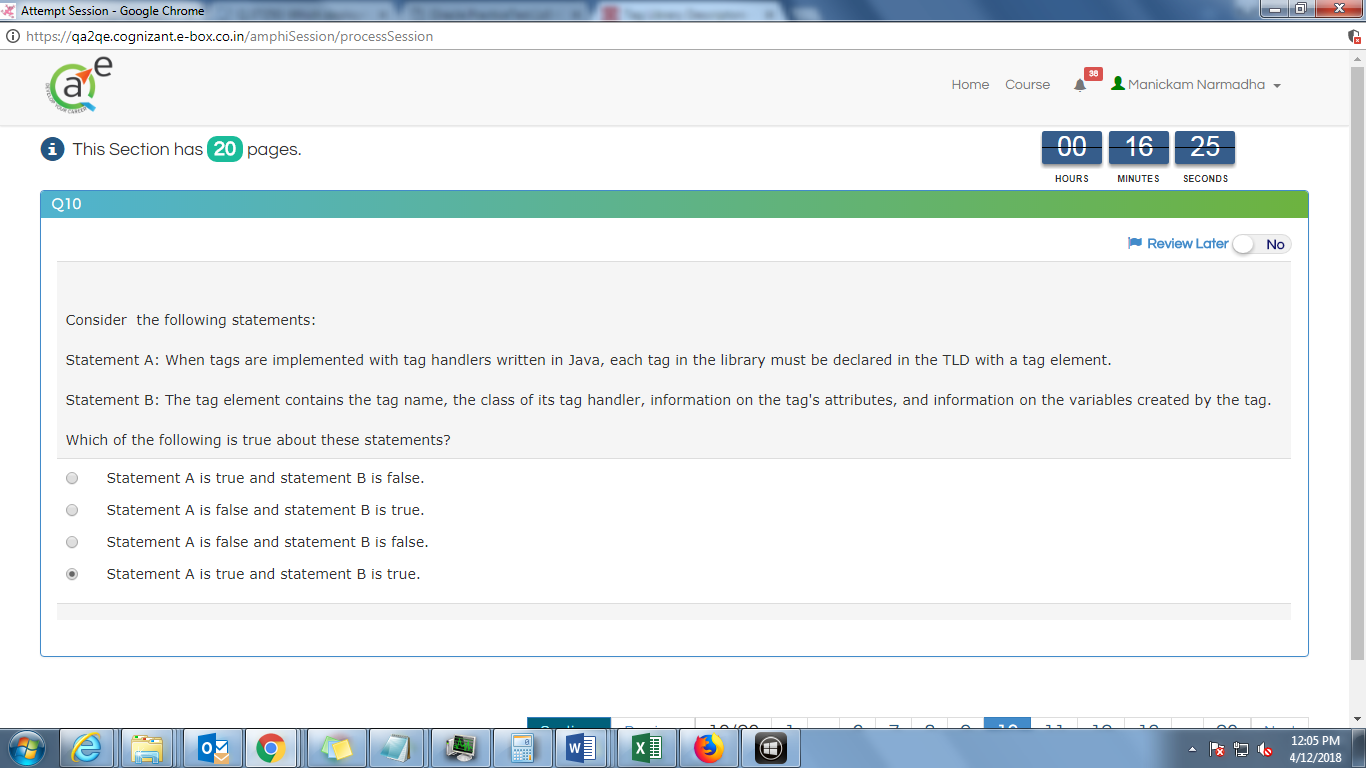 Attempt Session - Google Chrome
https://qa2qe.cognizant.e-box.co.in/amphiSession/processSession
a e
Home Course 36 Manickam Narmadha
This Section has 20 pages.
00 16 25
HOURS MINUTES SECONDS
Q10
Review Later No
Consider the following statements:
Statement A: When tags are implemented with tag handlers written in Java, each tag in the library must be declared in the TLD with a tag element.
Statement B: The tag element contains the tag name, the class of its tag handler, information on the tag's attributes, and information on the variables created by the tag.
Which of the following is true about these statements?
Statement A is true and statement B is false.
Statement A is false and statement B is true.
Statement A is false and statement B is false.
Statement A is true and statement B is true.
12:05 PM
4/12/2018